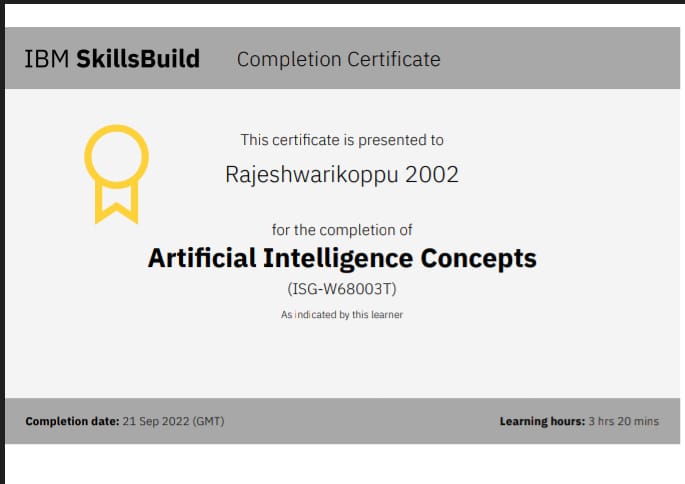 IBM SkillsBuild Completion Certificate
This certificate is presented to
Rajeshwarikoppu 2002
for the completion of
Artificial Intelligence Concepts
(ISG-W68003T)
As indicated by this learner
Completion date: 21 Sep 2022 (GMT) Learning hours: 3 hrs 20 mins